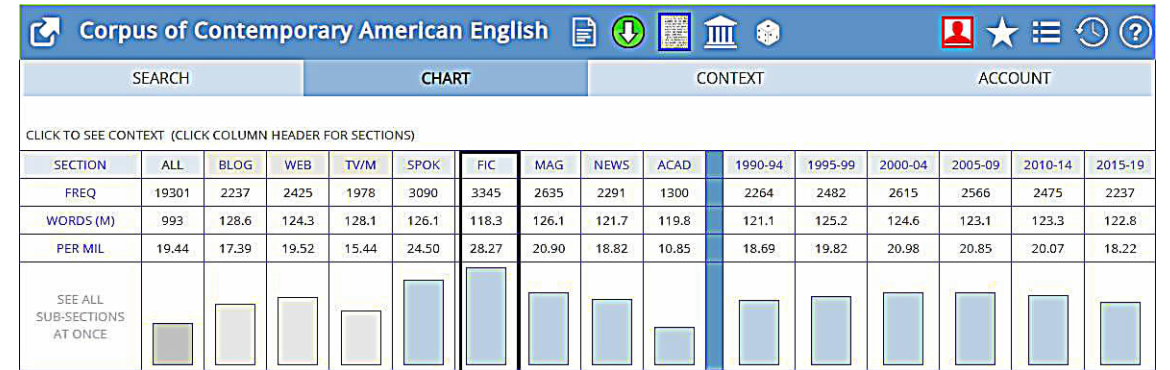 Corpus of Contemporary American English
SEARCH CHART CONTEXT ACCOUNT
CLICK TO SEE CONTEXT (CLICK COLUMN HEADER FOR SECTIONS)
SECTION ALL BLOG WEB TV/M SPOK FIC MAG NEWS ACAD 1990-94 1995-99 2000-04 2005-09 2010-14 2015-19
FREQ 19301 2237 2425 1978 3090 3345 2635 2291 1300 2264 2482 2615 2566 2475 2237
WORDS (M) 993 128.6 124.3 128.1 126.1 118.3 126.1 121.7 119.8 121.1 125.2 124.6 123.1 123.3 122.8
PER MIL 19.44 17.39 19.52 15.44 24.50 28.27 20.90 18.82 10.85 18.69 19.82 20.98 20.85 20.07 18.22
SEE ALL
SUB-SECTIONS
AT ONCE